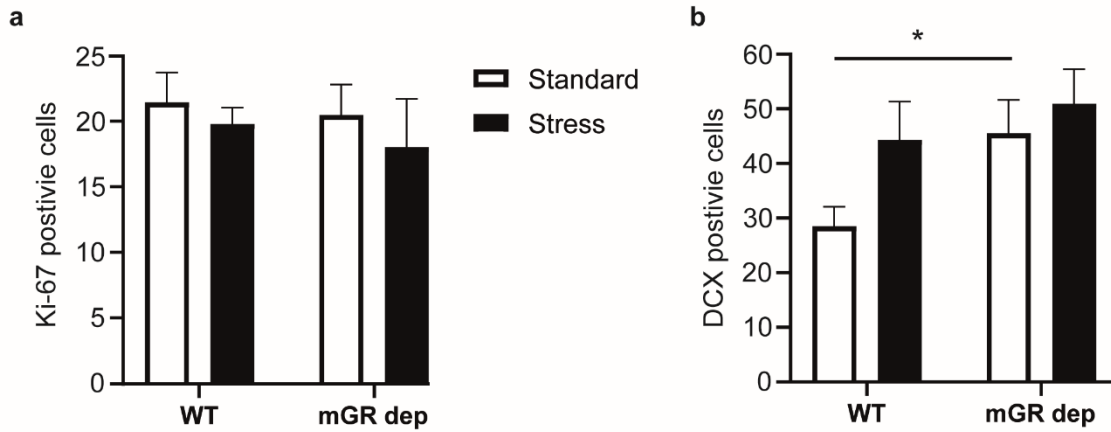 a
25
20
15
10
5
0
Ki-67 postivie cells
WT
mGR dep
Standard
Stress
b
*
60
50
40
30
20
10
0
DCX postivie cells
WT
mGR dep